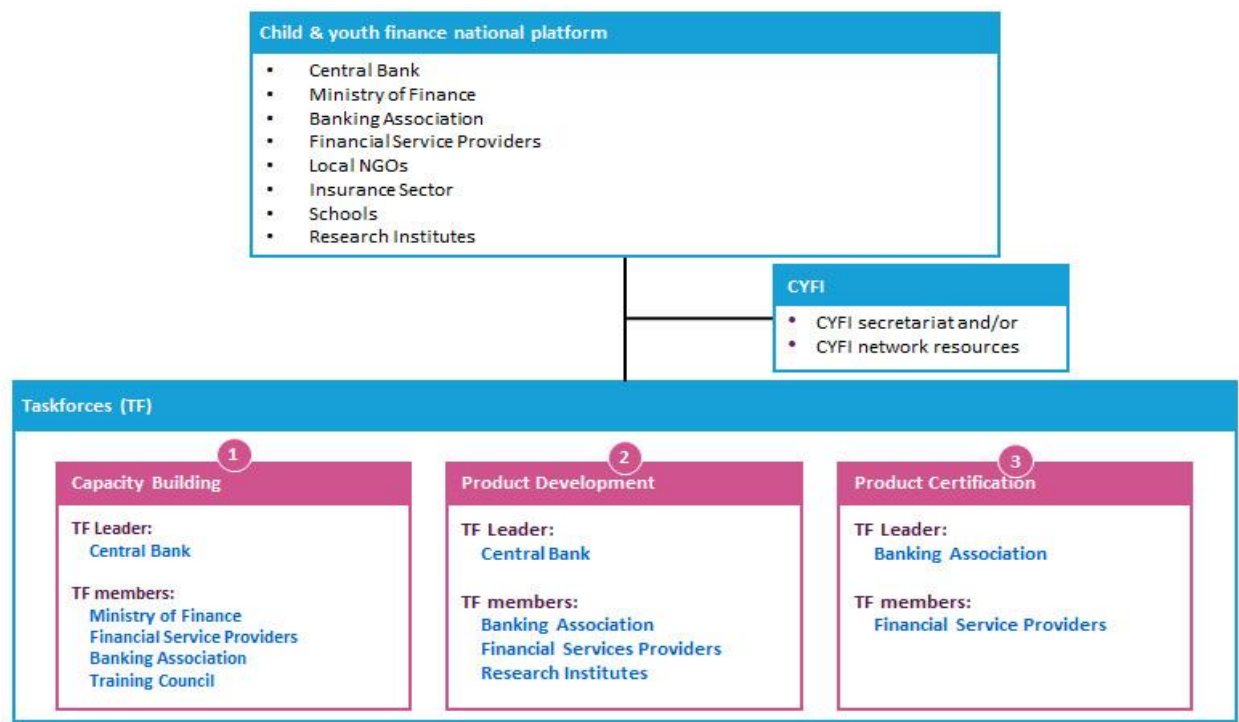 Child & youth finance national platform
• Central Bank
• Ministry of Finance
• Banking Association
• Financial Service Providers
• Local NGOs
• Insurance Sector
• Schools
• Research Institutes
CYFI
• CYFI secretariat and/or
• CYFI network resources
Taskforces (TF)
1
Capacity Building
TF Leader:
Central Bank
TF members:
Ministry of Finance
Financial Service Providers
Banking Association
Training Council
2
Product Development
TF Leader:
Central Bank
TF members:
Banking Association
Financial Services Providers
Research Institutes
3
Product Certification
TF Leader:
Banking Association
TF members:
Financial Service Providers